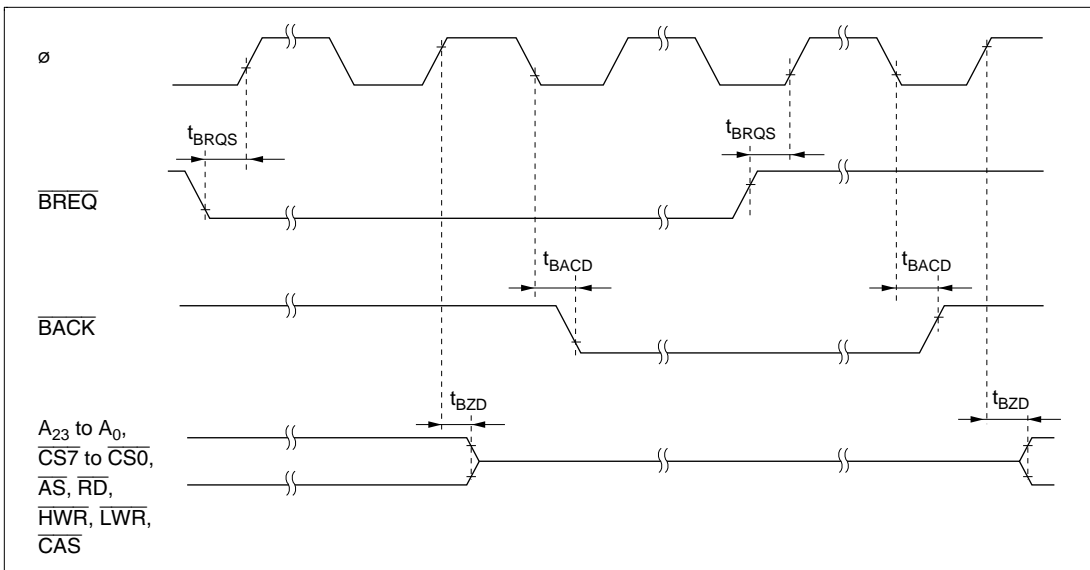 ø
tBRQS
tBRQS
BREQ
tBACD
tBACD
BACK
tBZD
tBZD
A23 to A0,
CS7 to CS0,
AS, RD,
HWR, LWR,
CAS